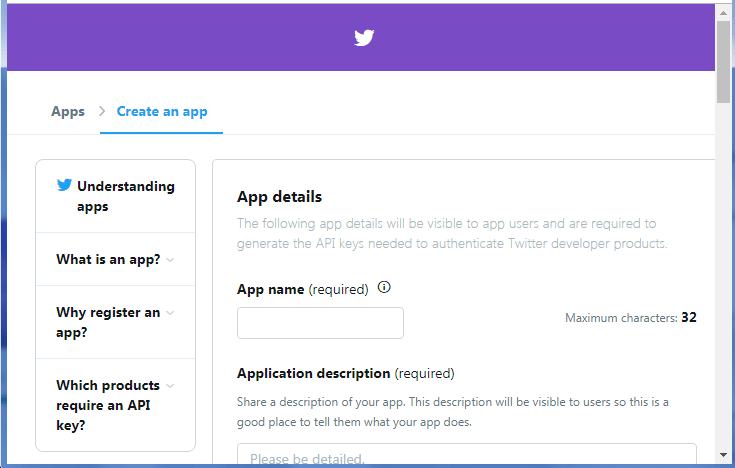 Apps > Create an app
Understanding
apps
What is an app?
Why register an
app?
Which products
require an API
key?
App details
The following app details will be visible to app users and are required to
generate the API keys needed to authenticate Twitter developer products.
App name (required)
Maximum characters: 32
Application description (required)
Share a description of your app. This description will be visible to users so this is a
good place to tell them what your app does.
Please be detailed.